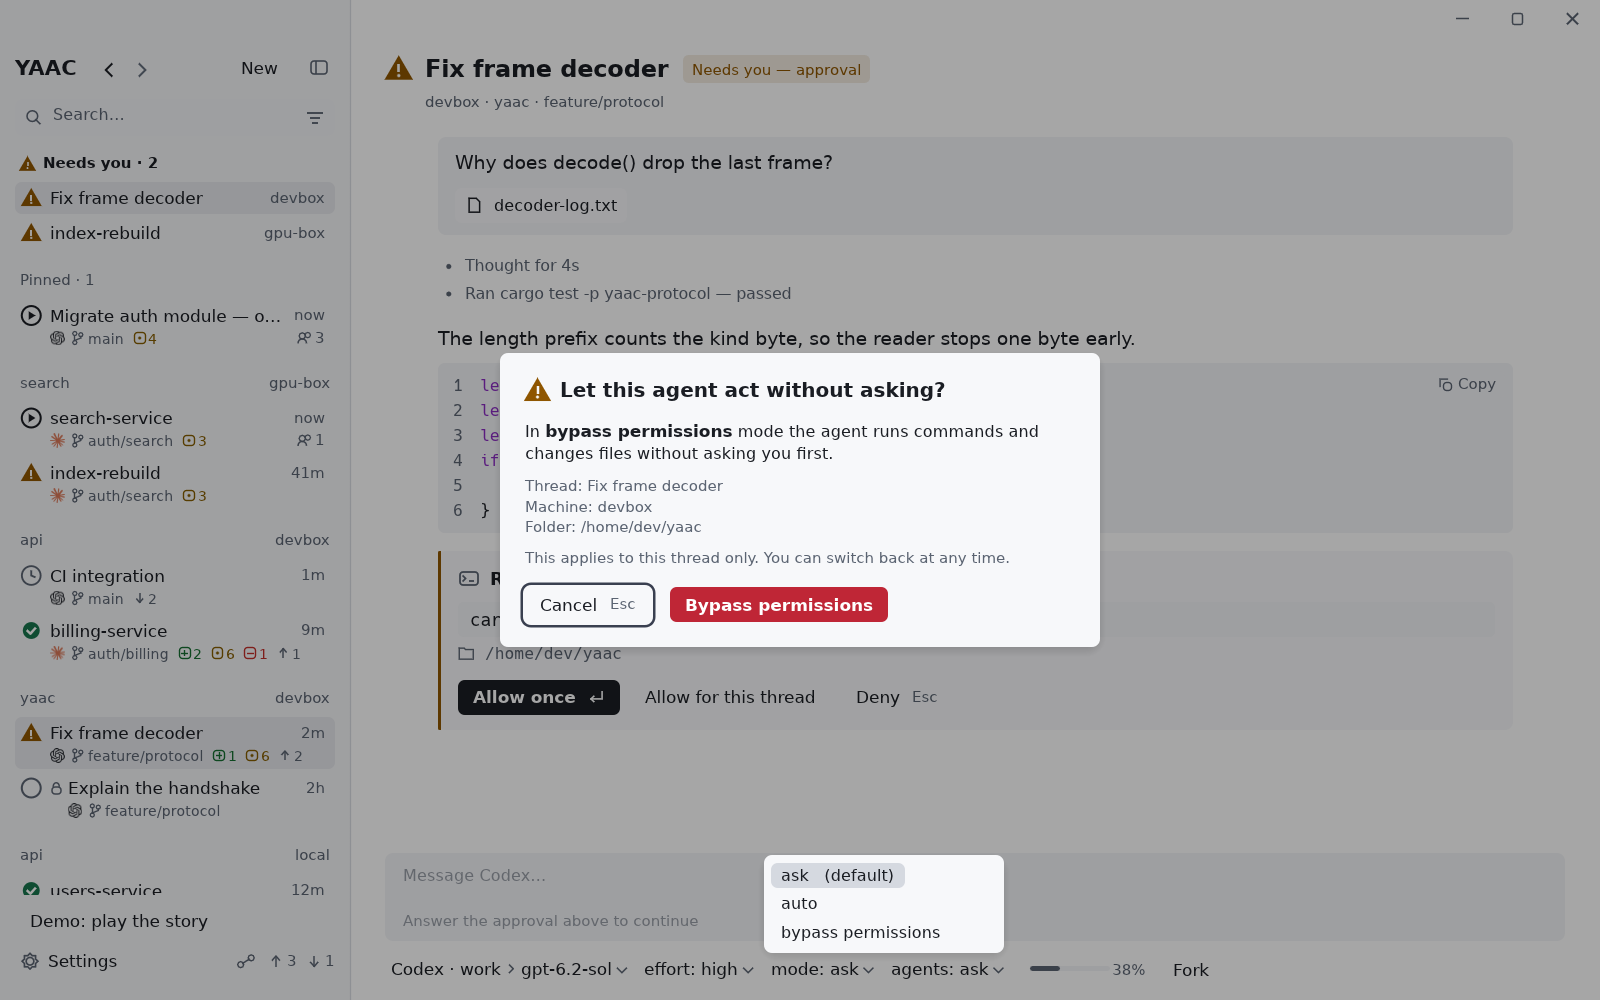 YAAC
New
Search...
Needs you · 2
Fix frame decoder devbox
index-rebuild gpu-box
Pinned · 1
Migrate auth module — o... now
main 4 3
search gpu-box
search-service now
auth/search 3 1
index-rebuild 41m
auth/search 3
api devbox
CI integration 1m
main 2
billing-service 9m
auth/billing 2 6 1 1
yaac devbox
Fix frame decoder 2m
feature/protocol 1 6 2
Explain the handshake 2h
feature/protocol
api local
users-service 12m
Demo: play the story
Settings 3 1
Fix frame decoder Needs you — approval
devbox · yaac · feature/protocol
Why does decode() drop the last frame?
decoder-log.txt
• Thought for 4s
• Ran cargo test -p yaac-protocol — passed
The length prefix counts the kind byte, so the reader stops one byte early.
Copy
1 le
2 le
3 le
4 if
5
6 }
Let this agent act without asking?
In bypass permissions mode the agent runs commands and
changes files without asking you first.
Thread: Fix frame decoder
Machine: devbox
Folder: /home/dev/yaac
This applies to this thread only. You can switch back at any time.
Cancel Esc Bypass permissions
/home/dev/yaac
Allow once Allow for this thread Deny Esc
Message Codex...
Answer the approval above to continue
ask (default)
auto
bypass permissions
Codex · work gpt-6.2-sol effort: high mode: ask agents: ask 38% Fork